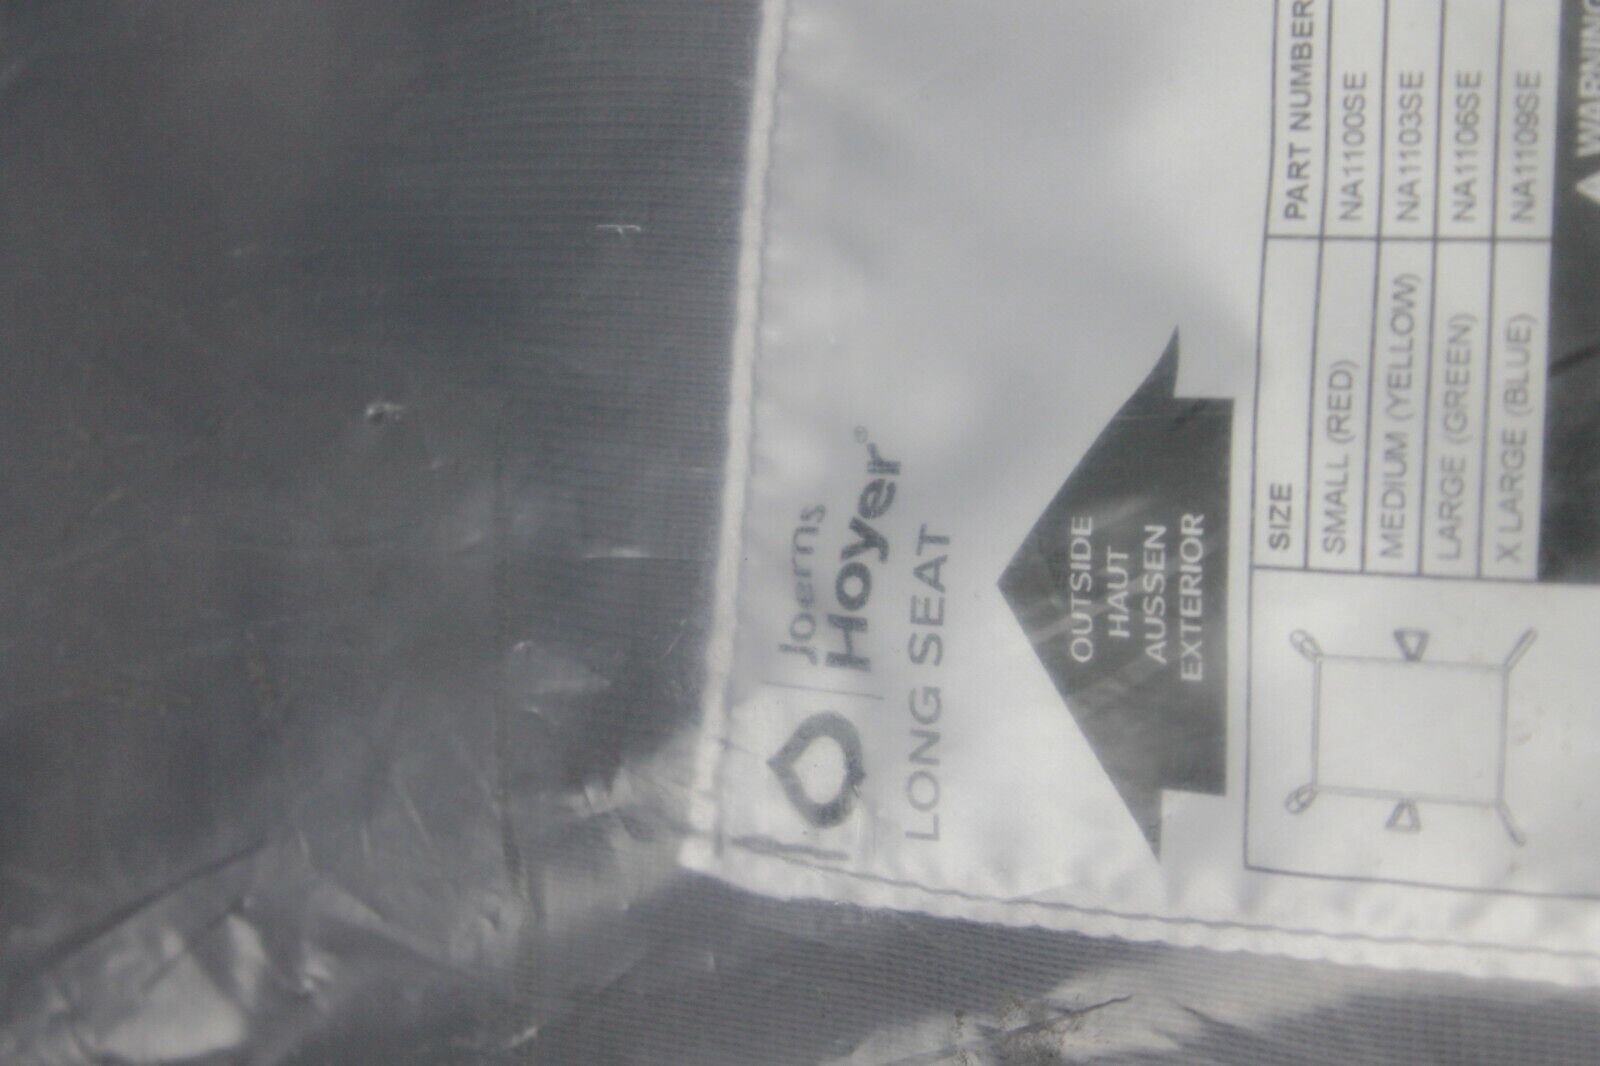 Joerns
Hoyer®
LONG SEAT
OUTSIDE
HAUT
AUSSEN
EXTERIOR
SIZE PART NUMBER
SMALL (RED) NA1100SE
MEDIUM (YELLOW) NA1103SE
LARGE (GREEN) NA1106SE
X LARGE (BLUE) NA1109SE
WARNING